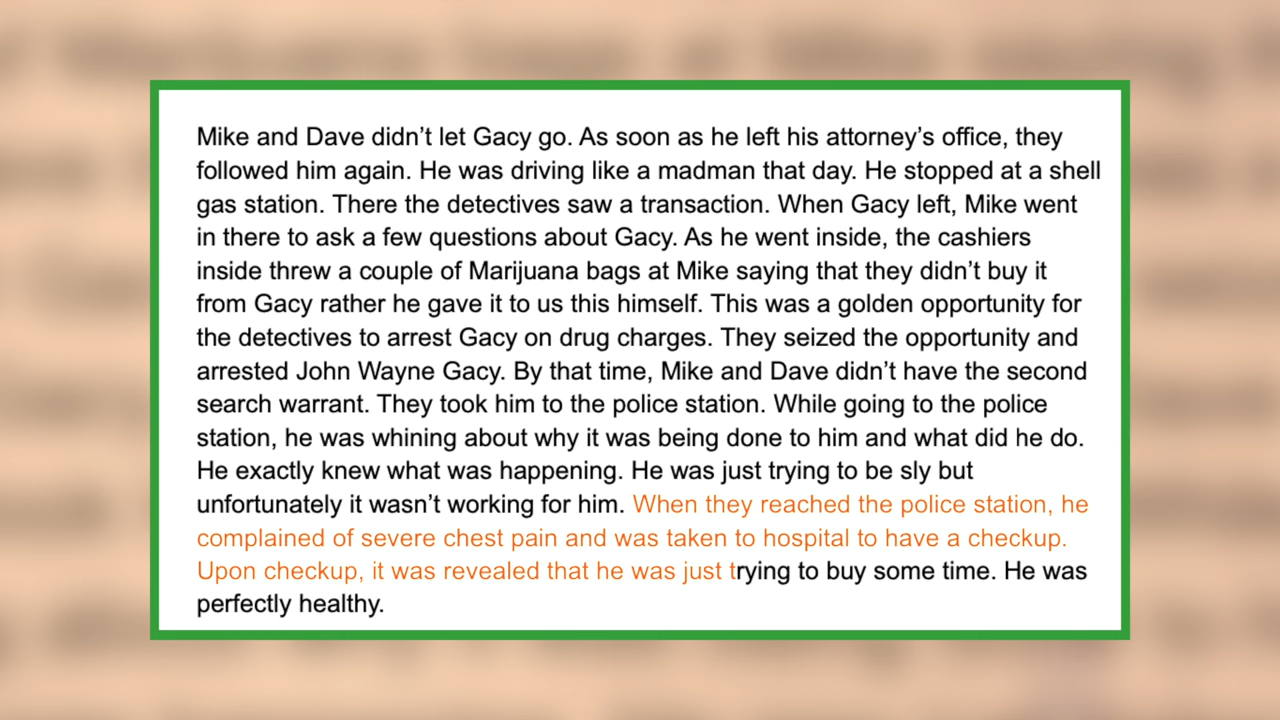 Mike and Dave didn’t let Gacy go. As soon as he left his attorney’s office, they
followed him again. He was driving like a madman that day. He stopped at a shell
gas station. There the detectives saw a transaction. When Gacy left, Mike went
in there to ask a few questions about Gacy. As he went inside, the cashiers
inside threw a couple of Marijuana bags at Mike saying that they didn’t buy it
from Gacy rather he gave it to us this himself. This was a golden opportunity for
the detectives to arrest Gacy on drug charges. They seized the opportunity and
arrested John Wayne Gacy. By that time, Mike and Dave didn’t have the second
search warrant. They took him to the police station. While going to the police
station, he was whining about why it was being done to him and what did he do.
He exactly knew what was happening. He was just trying to be sly but
unfortunately it wasn’t working for him. When they reached the police station, he
complained of severe chest pain and was taken to hospital to have a checkup.
Upon checkup, it was revealed that he was just trying to buy some time. He was
perfectly healthy.